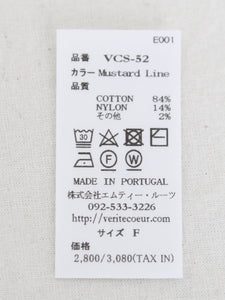 E001
品番 VCS-52
カラー Mustard Line
品質
COTTON 84%
NYLON 14%
その他 2%
30
MADE IN PORTUGAL
株式会社エムティー・ルーツ
092-533-3226
http://veritecoeur.com/
サイズ F
価格
2,800/3,080(TAX IN)